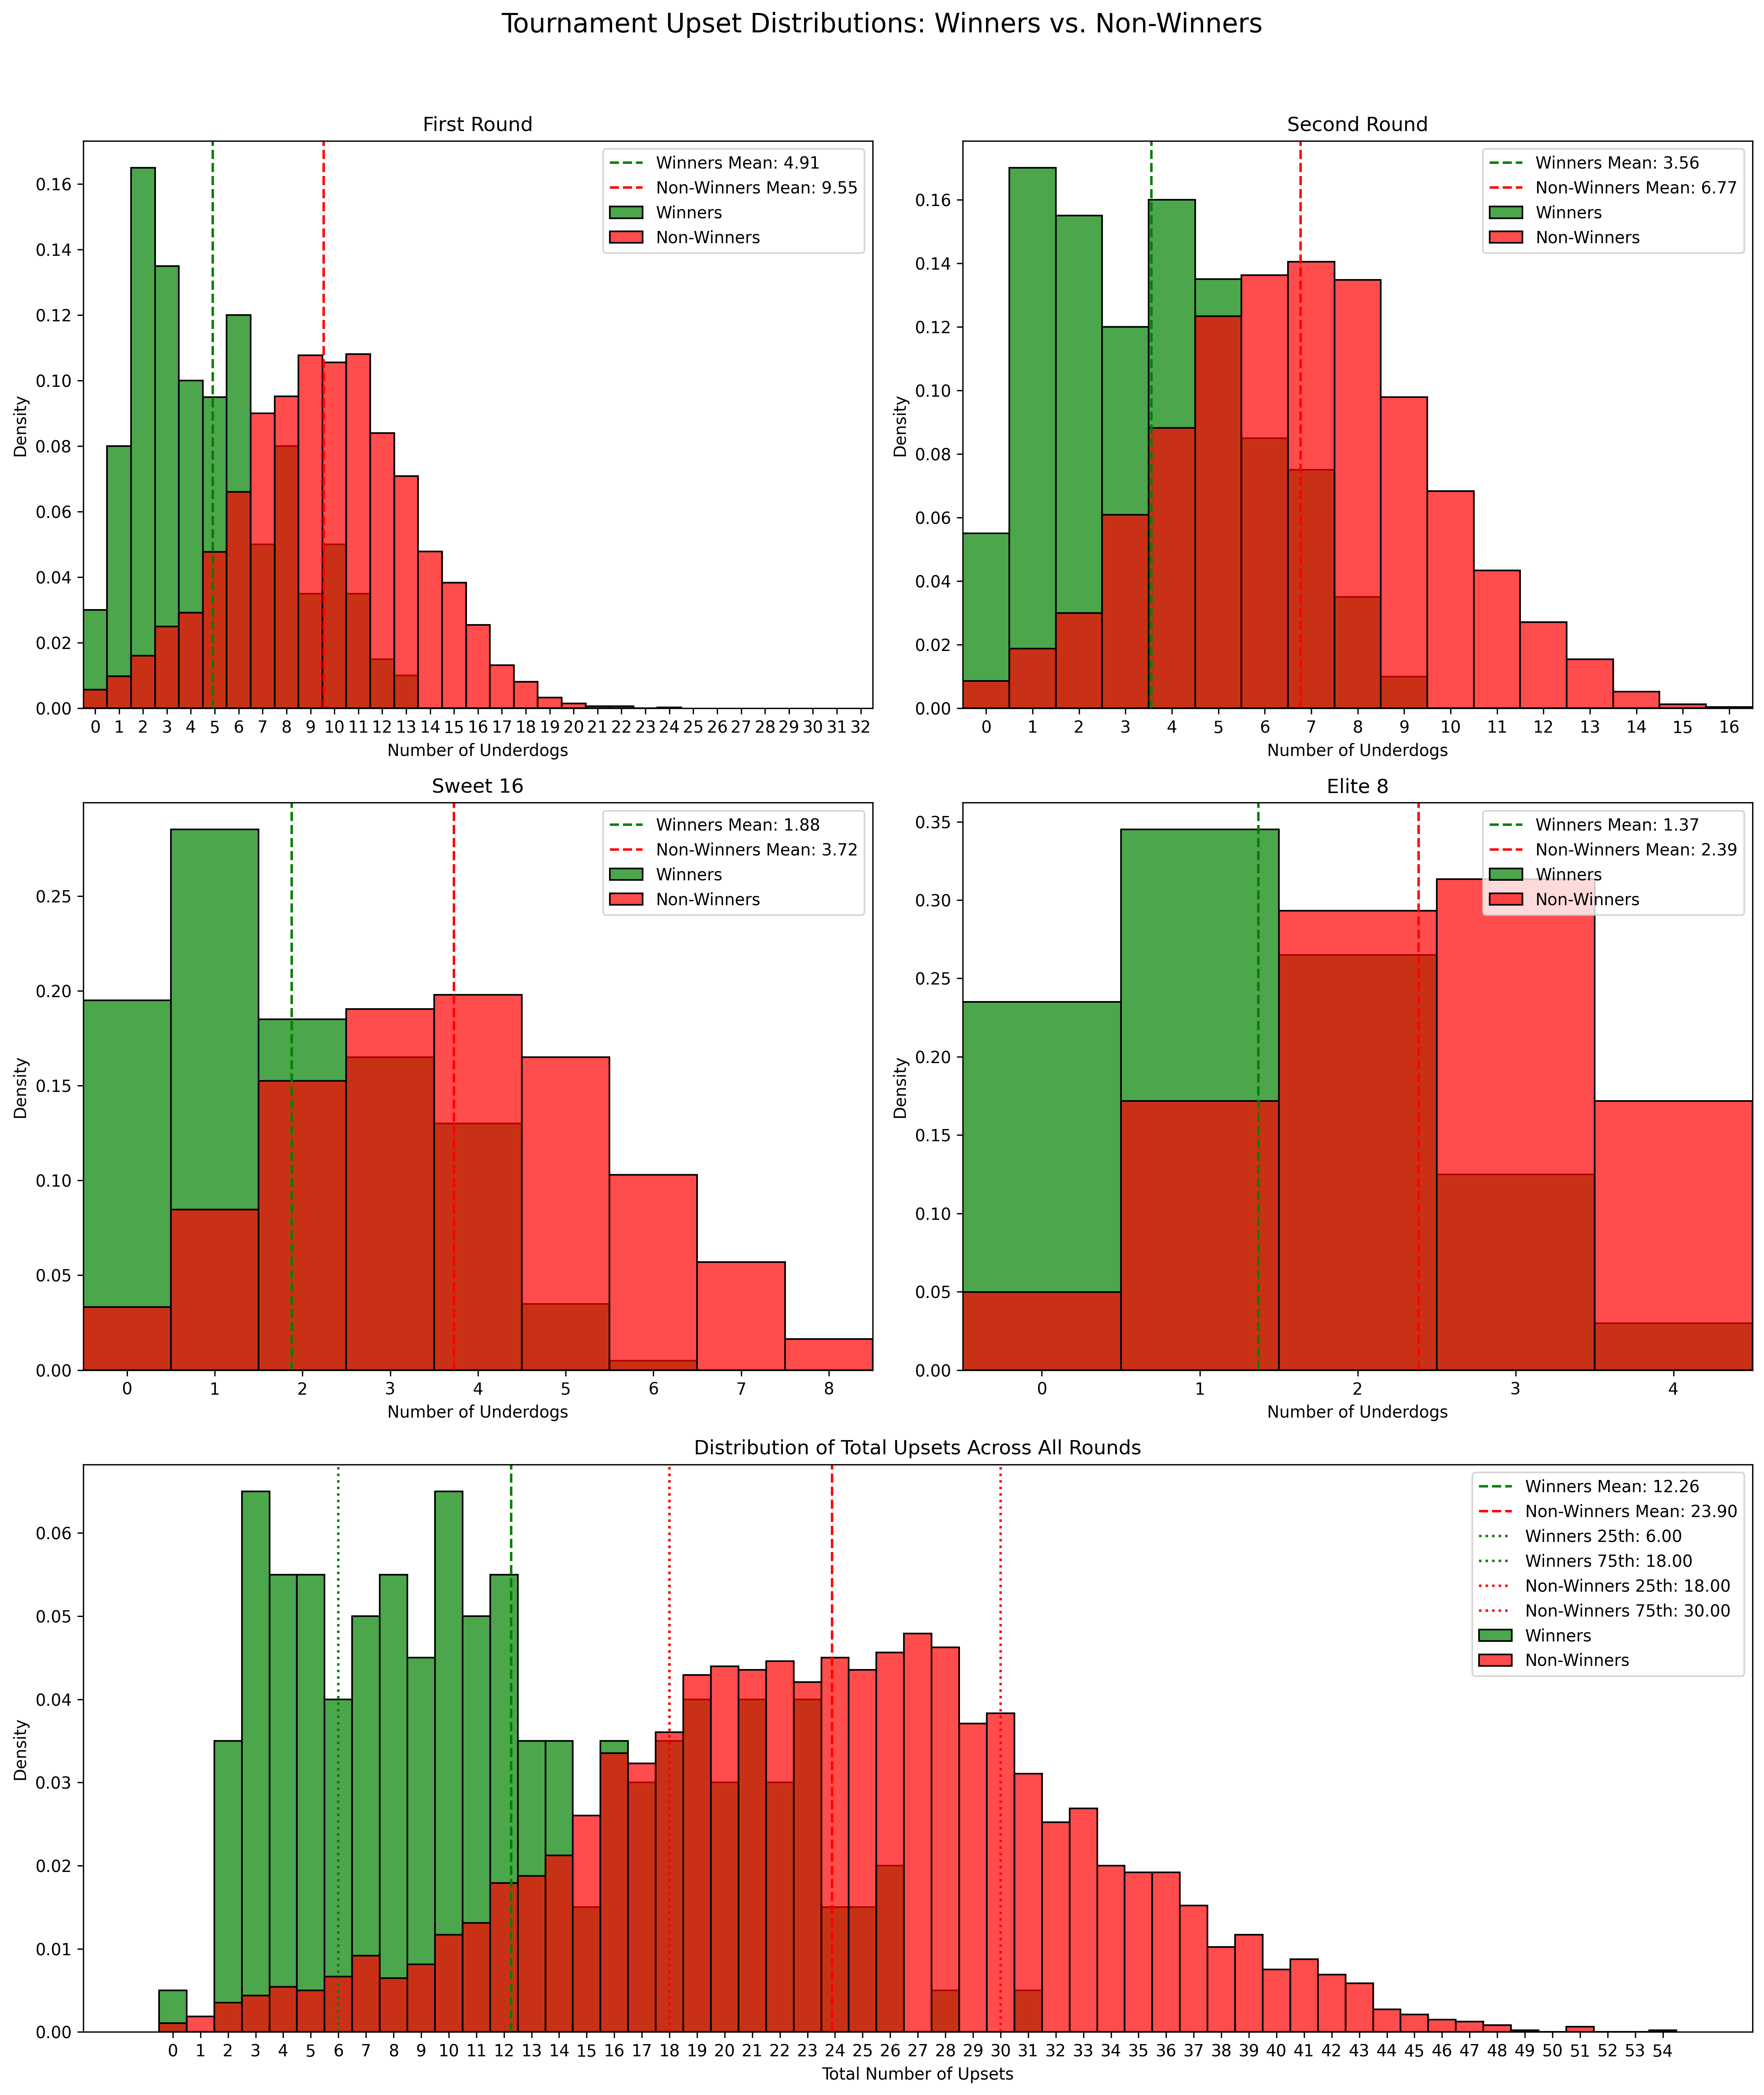 Tournament Upset Distributions: Winners vs. Non-Winners
First Round
Density
0.16
0.14
0.12
0.10
0.08
0.06
0.04
0.02
0.00
Winners Mean: 4.91
Non-Winners Mean: 9.55
Winners
Non-Winners
0 1 2 3 4 5 6 7 8 9 10 11 12 13 14 15 16 17 18 19 20 21 22 23 24 25 26 27 28 29 30 31 32
Number of Underdogs
Second Round
Density
0.16
0.14
0.12
0.10
0.08
0.06
0.04
0.02
0.00
Winners Mean: 3.56
Non-Winners Mean: 6.77
Winners
Non-Winners
0 1 2 3 4 5 6 7 8 9 10 11 12 13 14 15 16
Number of Underdogs
Sweet 16
Density
0.25
0.20
0.15
0.10
0.05
0.00
Winners Mean: 1.88
Non-Winners Mean: 3.72
Winners
Non-Winners
0 1 2 3 4 5 6 7 8
Number of Underdogs
Elite 8
Density
0.35
0.30
0.25
0.20
0.15
0.10
0.05
0.00
Winners Mean: 1.37
Non-Winners Mean: 2.39
Winners
Non-Winners
0 1 2 3 4
Number of Underdogs
Distribution of Total Upsets Across All Rounds
Density
0.06
0.05
0.04
0.03
0.02
0.01
0.00
Winners Mean: 12.26
Non-Winners Mean: 23.90
Winners 25th: 6.00
Winners 75th: 18.00
Non-Winners 25th: 18.00
Non-Winners 75th: 30.00
Winners
Non-Winners
0 1 2 3 4 5 6 7 8 9 10 11 12 13 14 15 16 17 18 19 20 21 22 23 24 25 26 27 28 29 30 31 32 33 34 35 36 37 38 39 40 41 42 43 44 45 46 47 48 49 50 51 52 53 54
Total Number of Upsets